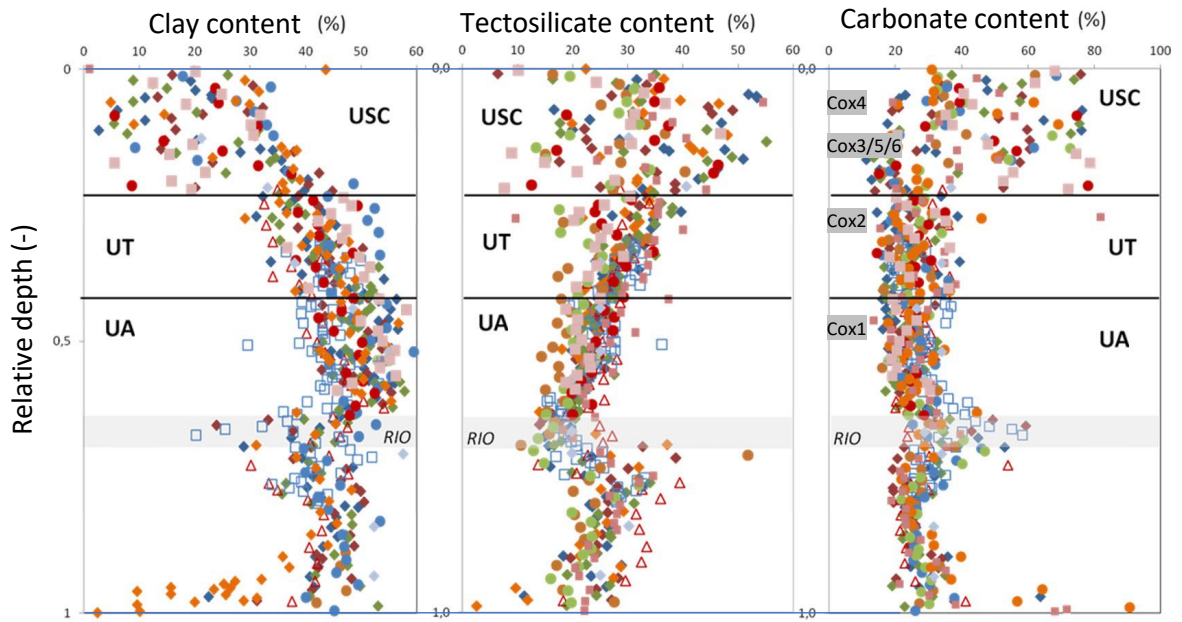 Clay content (%)
Tectosilicate content (%)
Carbonate content (%)
0 10 20 30 40 50 60
0 10 20 30 40 50 60
0 20 40 60 80 100
0
0,0
0,0
USC
USC
USC
Cox4
Cox3/5/6
UT
UT
UT
Cox2
UA
UA
UA
Cox1
0,5
Relative depth (-)
RIO
RIO
RIO
1
1,0
1,0